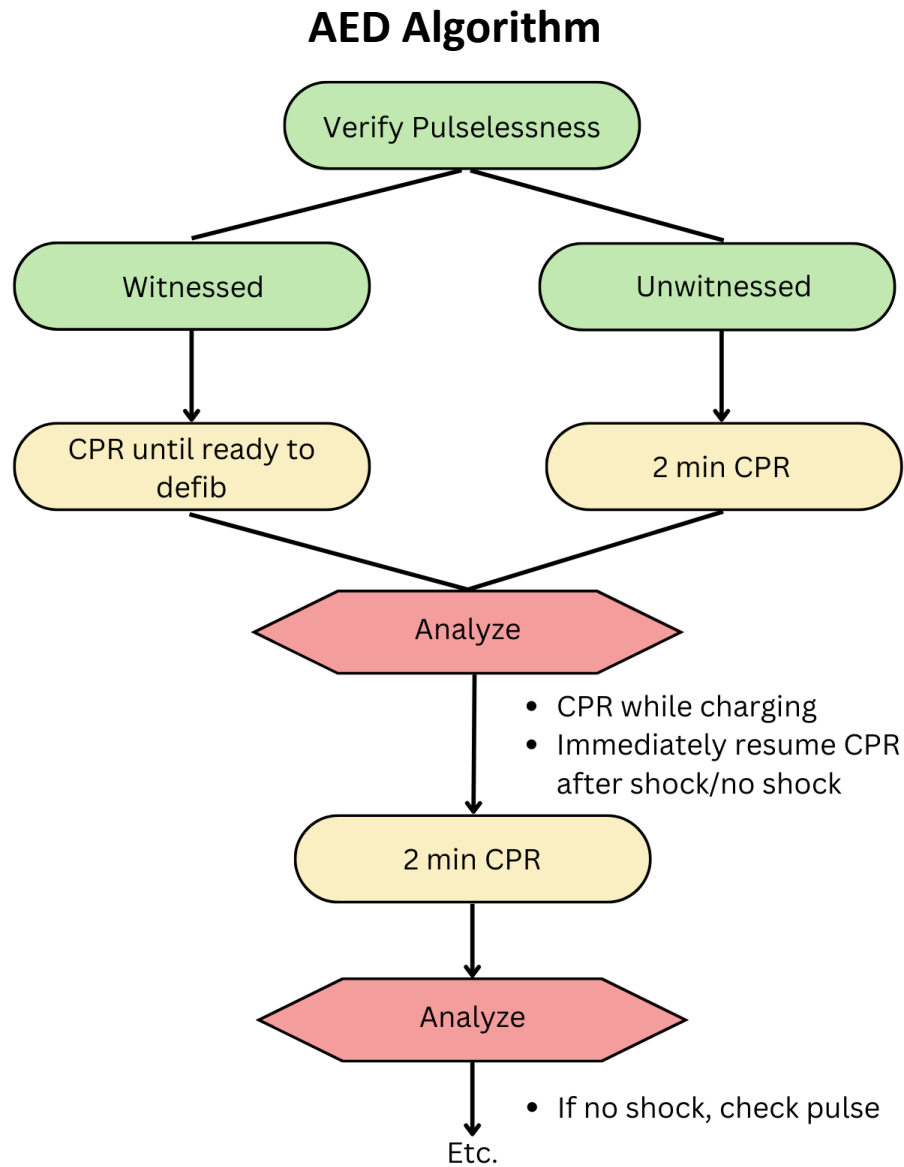 AED Algorithm
Verify Pulselessness
Witnessed
Unwitnessed
CPR until ready to
defib
2 min CPR
Analyze
• CPR while charging
• Immediately resume CPR
after shock/no shock
2 min CPR
Analyze
• If no shock, check pulse
Etc.